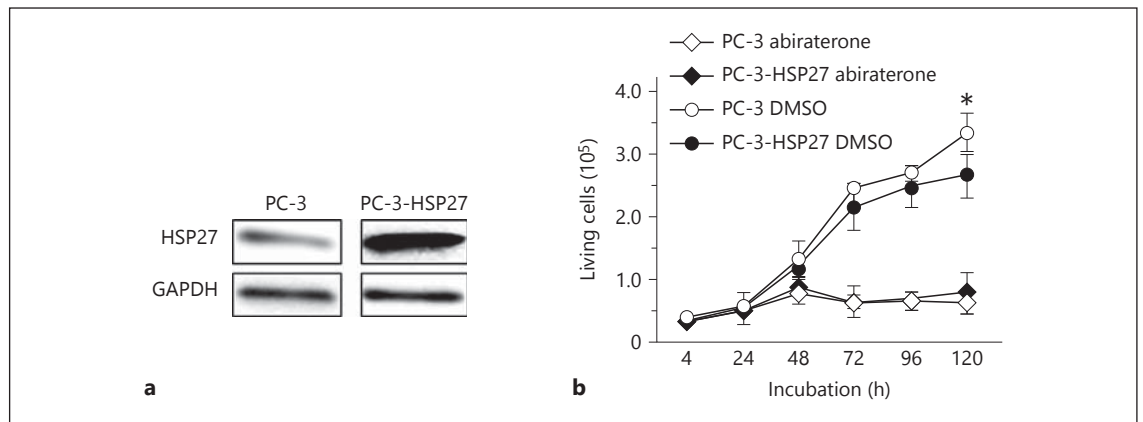 PC-3 PC-3-HSP27
HSP27
GAPDH
a
PC-3 abiraterone
PC-3-HSP27 abiraterone
PC-3 DMSO
PC-3-HSP27 DMSO
*
Living cells (10⁵)
4.0
3.0
2.0
1.0
0
4 24 48 72 96 120
Incubation (h)
b